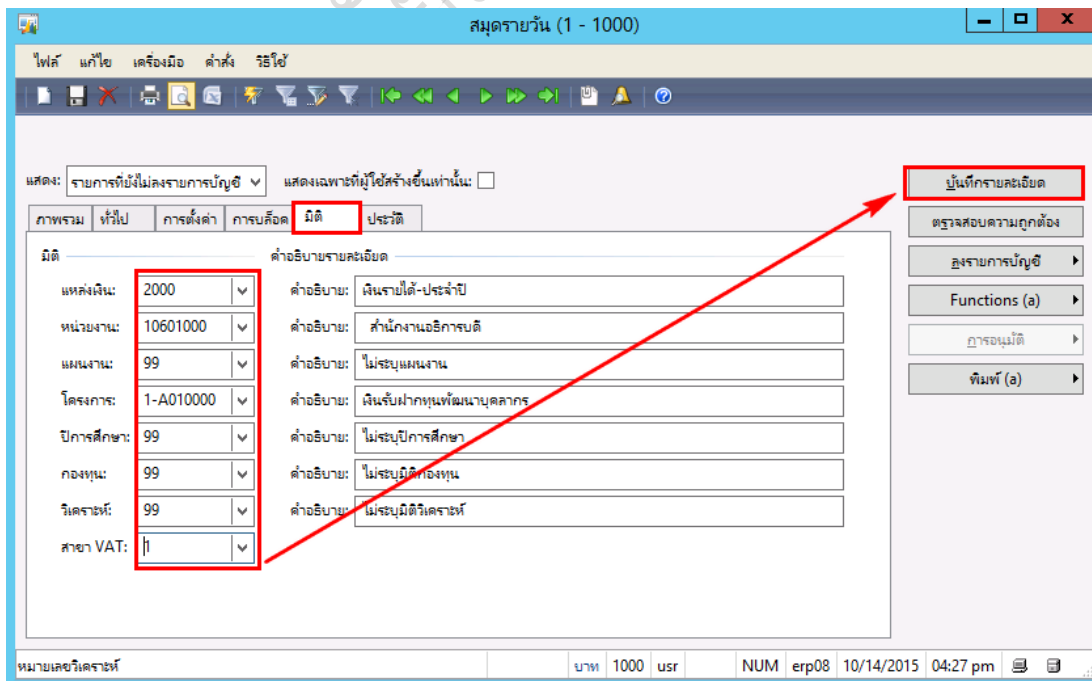 สมุดรายวัน (1 - 1000)
ไฟล์ แก้ไข เครื่องมือ คำสั่ง วิธีใช้
แสดง: รายการที่ยังไม่ลงรายการบัญชี แสดงเฉพาะที่ผู้ใช้สร้างขึ้นเท่านั้น:
บันทึกรายละเอียด
ภาพรวม ทั่วไป การตั้งค่า การบล็อค มิติ ประวัติ
ตรวจสอบความถูกต้อง
มิติ คำอธิบายรายละเอียด
ลงรายการบัญชี
แหล่งเงิน: 2000 คำอธิบาย: เงินรายได้-ประจำปี
Functions (a)
หน่วยงาน: 10601000 คำอธิบาย: สำนักงานอธิการบดี
การอนุมัติ
แผนงาน: 99 คำอธิบาย: ไม่ระบุแผนงาน
พิมพ์ (a)
โครงการ: 1-A010000 คำอธิบาย: เงินรับฝากทุนพัฒนาบุคลากร
ปีการศึกษา: 99 คำอธิบาย: ไม่ระบุปีการศึกษา
กองทุน: 99 คำอธิบาย: ไม่ระบุมิติกองทุน
วิเคราะห์: 99 คำอธิบาย: ไม่ระบุมิติวิเคราะห์
สาขา VAT: 1
หมายเลขวิเคราะห์ บาท 1000 usr NUM erp08 10/14/2015 04:27 pm